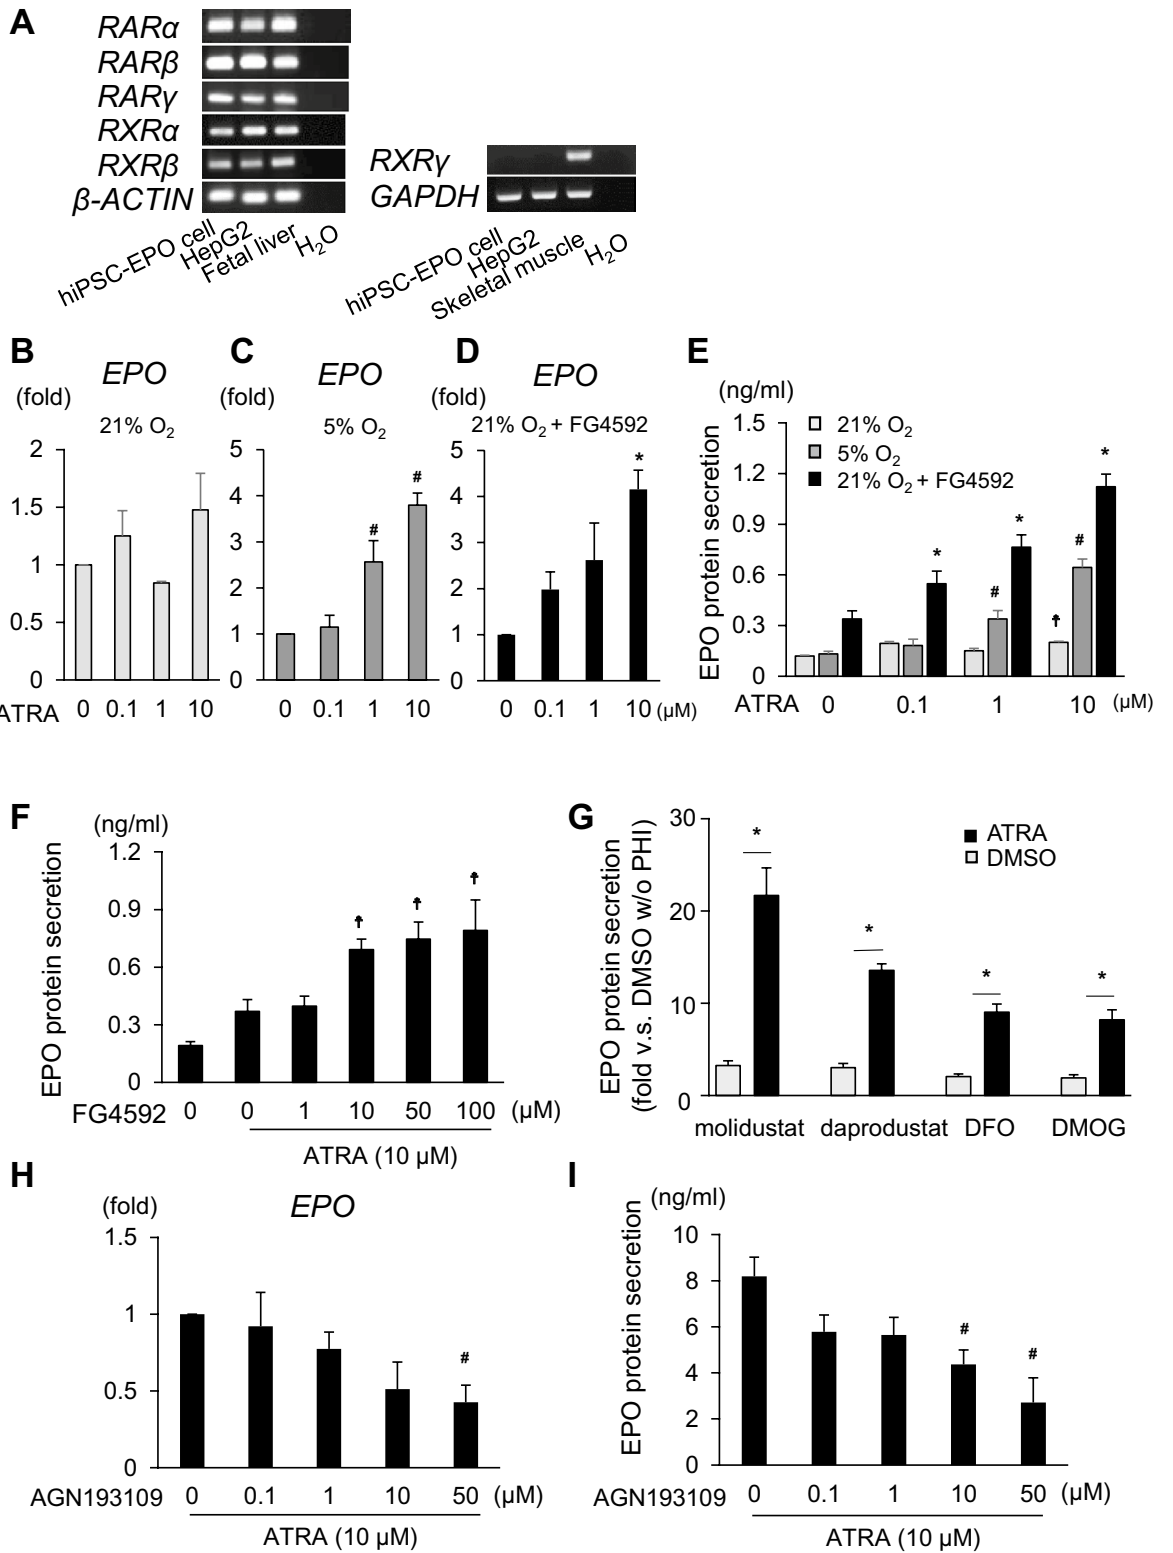 A
RARα
RARβ
RARγ
RXRα
RXRβ
β-ACTIN
hiPSC-EPO cell
HepG2
Fetal liver
H2O
RXRγ
GAPDH
hiPSC-EPO cell
HepG2
Skeletal muscle
H2O
B
EPO
(fold)
21% O2
2
1.5
1
0.5
0
ATRA 0 0.1 1 10
C
EPO
(fold)
5% O2
5
4
3
2
1
0
# #
0 0.1 1 10
D
EPO
21% O2 + FG4592
5
4
3
2
1
0
*
0 0.1 1 10 (µM)
E
(ng/ml)
EPO protein secretion
1.5
1.2
0.9
0.6
0.3
0
21% O2
5% O2
21% O2 + FG4592
* # * † # *
ATRA 0 0.1 1 10 (µM)
F
(ng/ml)
EPO protein secretion
1.2
0.9
0.6
0.3
0
† † †
FG4592 0 0 1 10 50 100 (µM)
ATRA (10 µM)
G
EPO protein secretion
(fold v.s. DMSO w/o PHI)
30
20
10
0
ATRA
DMSO
* * * *
molidustat daprodustat DFO DMOG
H
(fold)
EPO
1.5
1
0.5
0
#
AGN193109 0 0.1 1 10 50 (µM)
ATRA (10 µM)
I
(ng/ml)
EPO protein secretion
10
8
6
4
2
0
# #
AGN193109 0 0.1 1 10 50 (µM)
ATRA (10 µM)